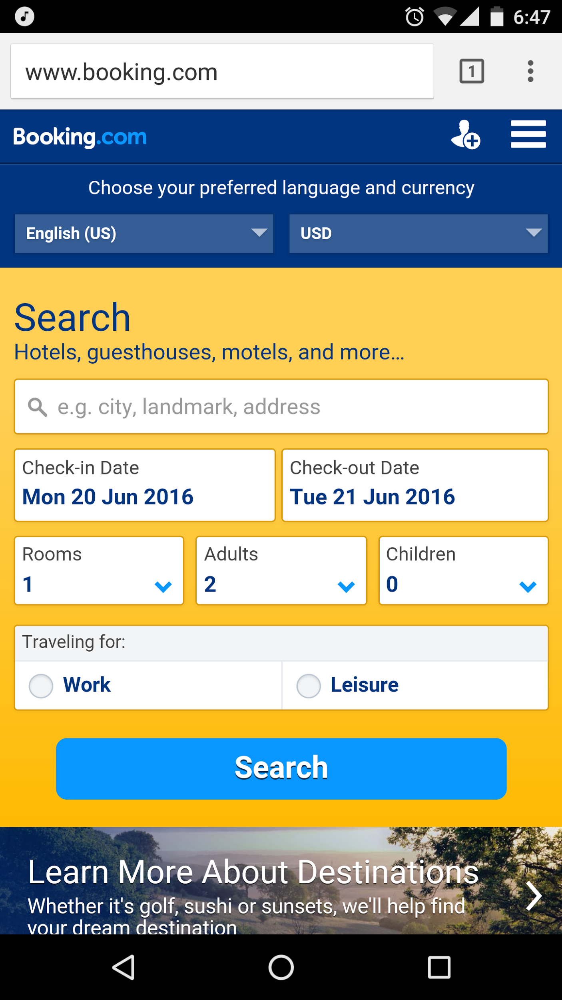 6:47
www.booking.com
1
Booking.com
Choose your preferred language and currency
English (US)
USD
Search
Hotels, guesthouses, motels, and more...
e.g. city, landmark, address
Check-in Date
Mon 20 Jun 2016
Check-out Date
Tue 21 Jun 2016
Rooms
1
Adults
2
Children
0
Traveling for:
Work
Leisure
Search
Learn More About Destinations
Whether it's golf, sushi or sunsets, we'll help find
your dream destination